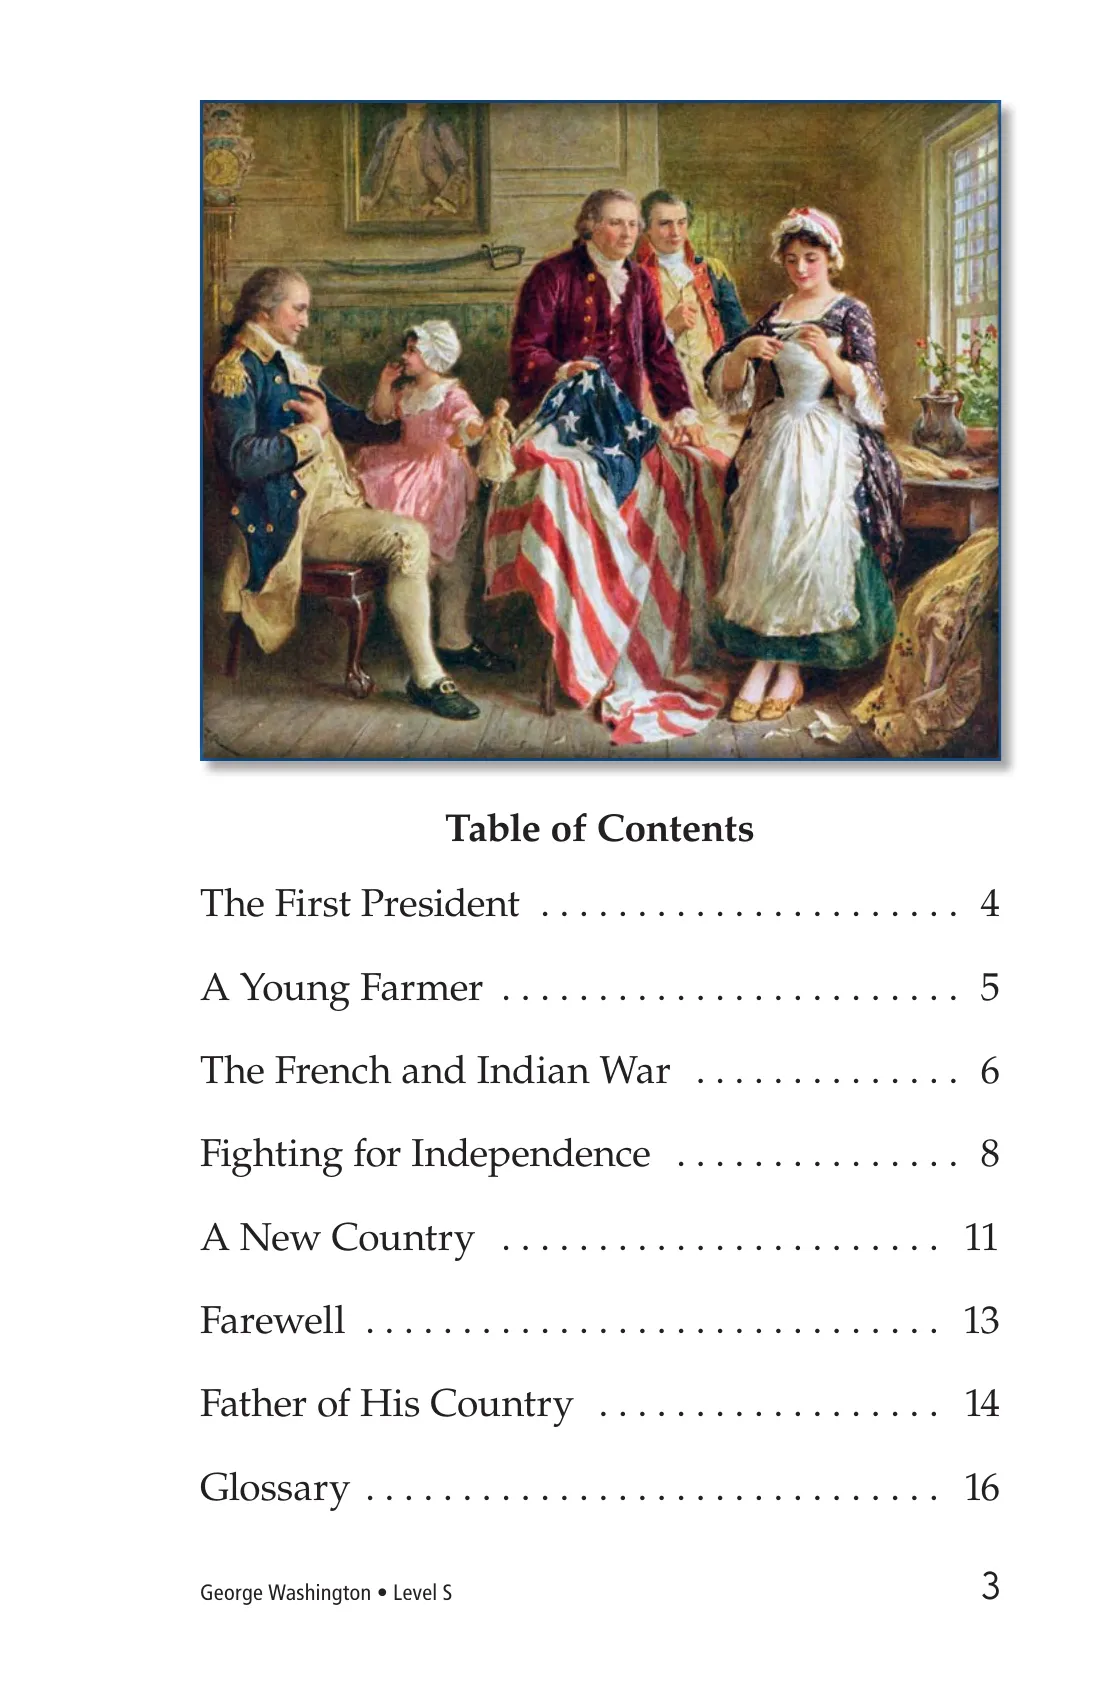 Table of Contents
The First President . . . . . . . . . . . . . . . . . . . . . . 4
A Young Farmer . . . . . . . . . . . . . . . . . . . . . . . . 5
The French and Indian War . . . . . . . . . . . . . . 6
Fighting for Independence . . . . . . . . . . . . . . . 8
A New Country . . . . . . . . . . . . . . . . . . . . . . . 11
Farewell . . . . . . . . . . . . . . . . . . . . . . . . . . . . . . 13
Father of His Country . . . . . . . . . . . . . . . . . . 14
Glossary . . . . . . . . . . . . . . . . . . . . . . . . . . . . . . 16
George Washington • Level S 3